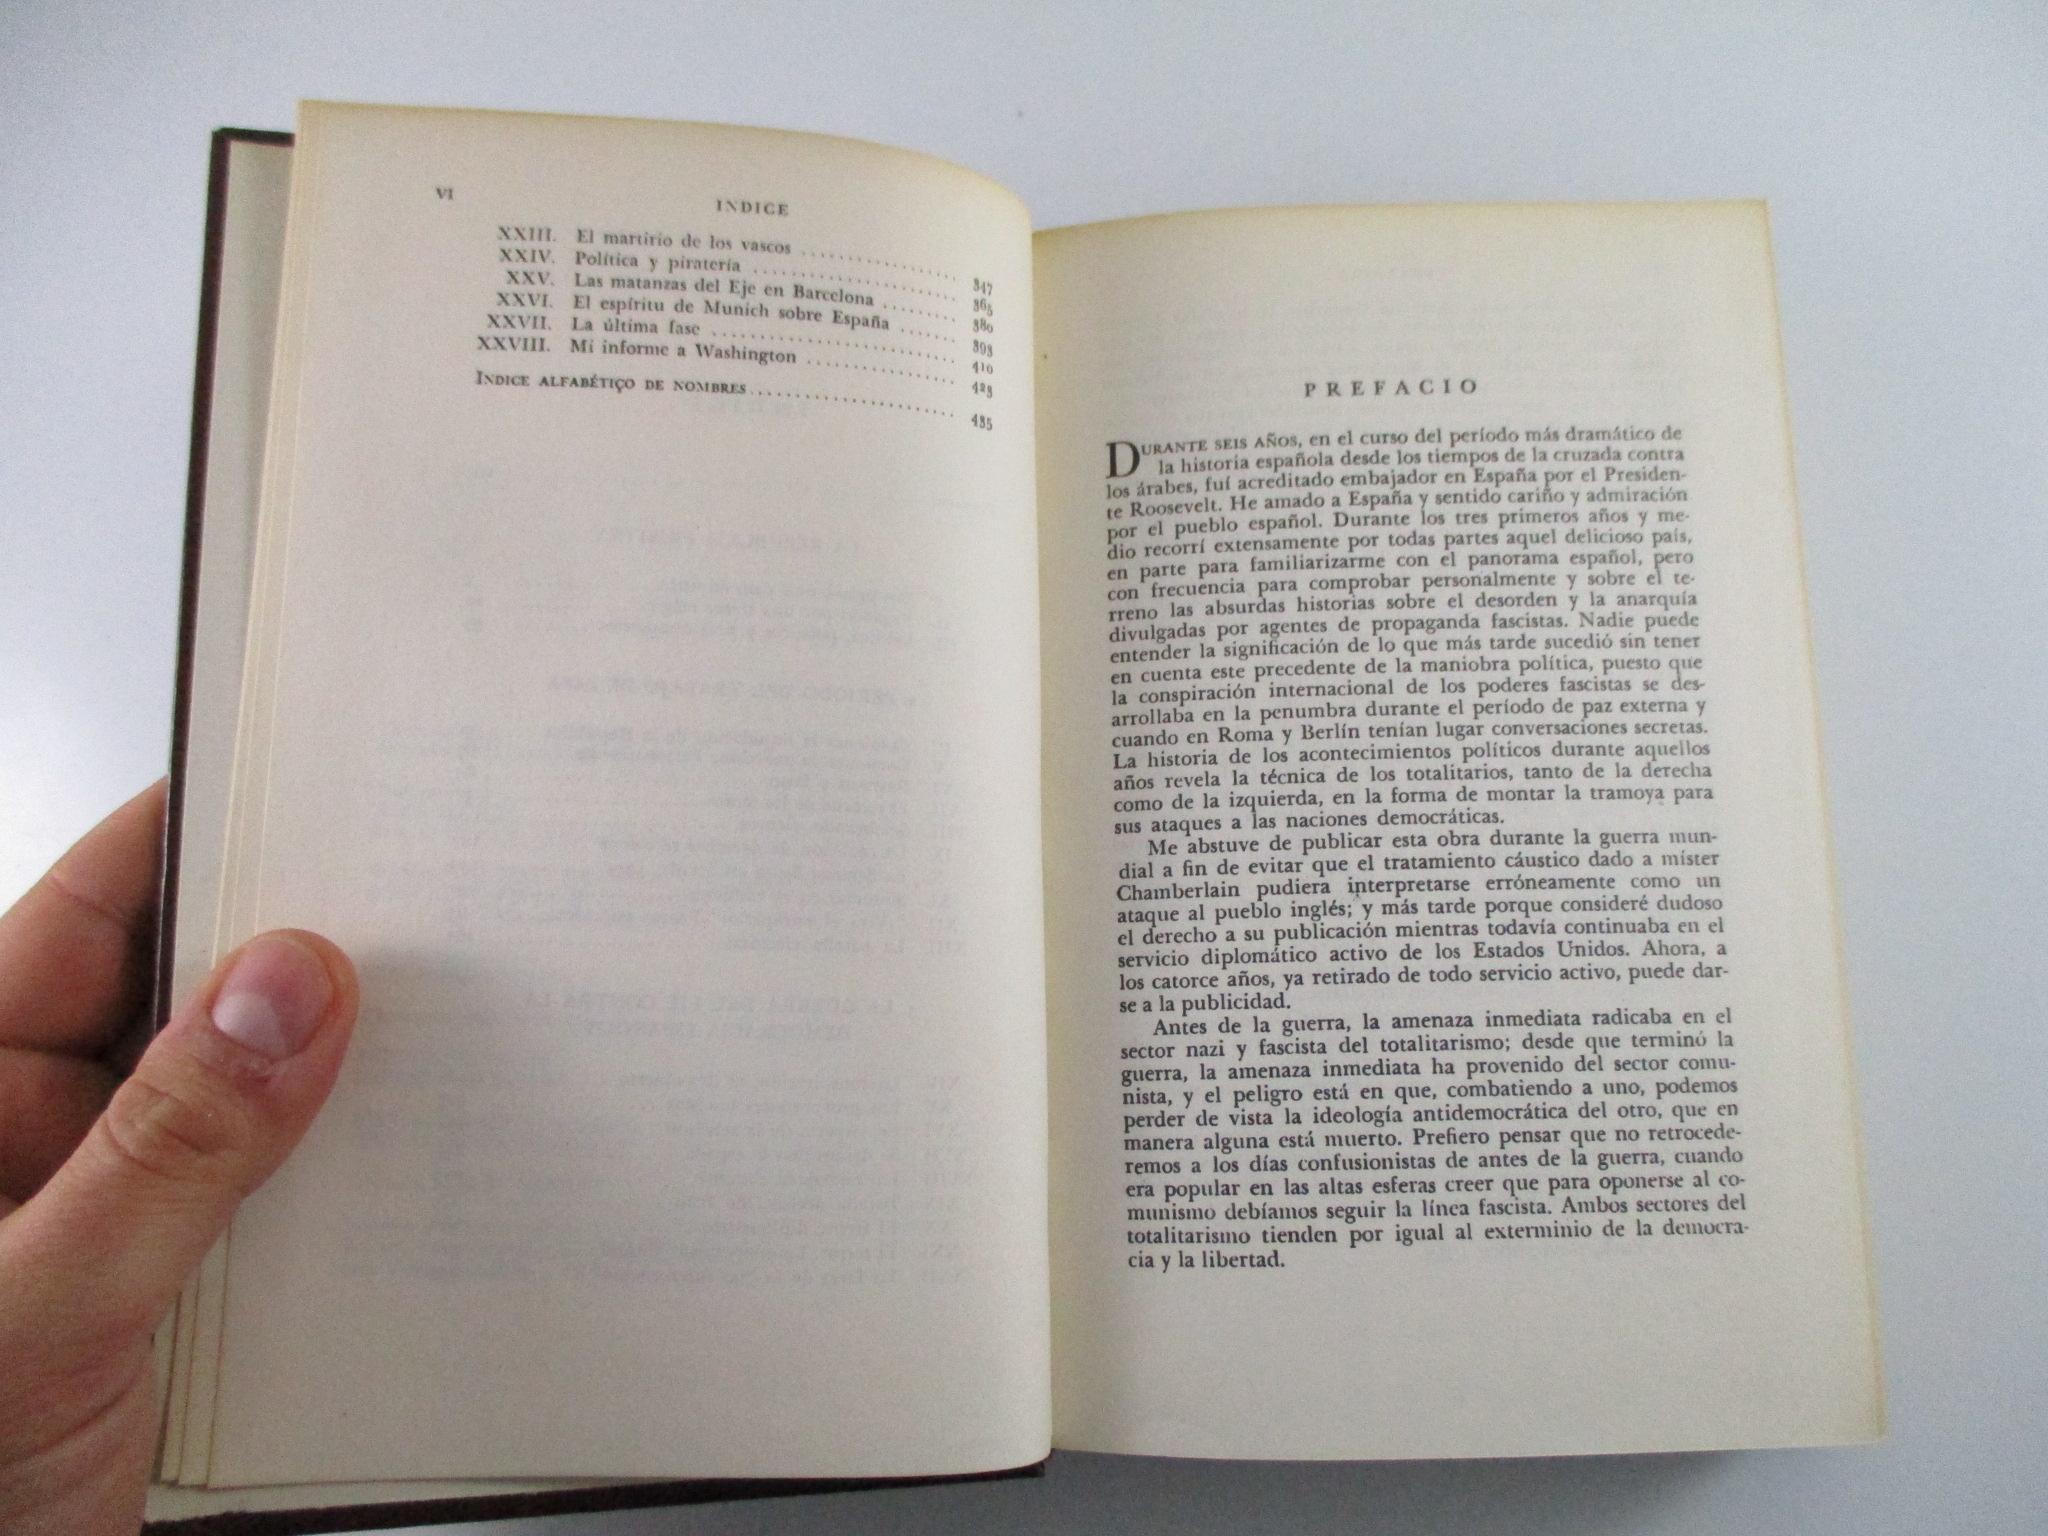 VI
INDICE
XXIII. El martirio de los vascos .................. 347
XXIV. Política y piratería .................. 365
XXV. Las matanzas del Eje en Barcelona .......... 380
XXVI. El espíritu de Munich sobre España ...... 393
XXVII. La última fase .................. 410
XXVIII. Mi informe a Washington .................. 423
INDICE ALFABÉTIÇO DE NOMBRES .................. 435
PREFACIO
DURANTE SEIS AÑOS, en el curso del período más dramático de
la historia española desde los tiempos de la cruzada contra
los árabes, fuí acreditado embajador en España por el Presiden-
te Roosevelt. He amado a España y sentido cariño y admiración
por el pueblo español. Durante los tres primeros años y me-
dio recorrí extensamente por todas partes aquel delicioso país,
en parte para familiarizarme con el panorama español, pero
con frecuencia para comprobar personalmente y sobre el te-
rreno las absurdas historias sobre el desorden y la anarquía
divulgadas por agentes de propaganda fascistas. Nadie puede
entender la significación de lo que más tarde sucedió sin tener
en cuenta este precedente de la maniobra política, puesto que
la conspiración internacional de los poderes fascistas se des-
arrollaba en la penumbra durante el período de paz externa y
cuando en Roma y Berlín tenían lugar conversaciones secretas.
La historia de los acontecimientos políticos durante aquellos
años revela la técnica de los totalitarios, tanto de la derecha
como de la izquierda, en la forma de montar la tramoya para
sus ataques a las naciones democráticas.
Me abstuve de publicar esta obra durante la guerra mun-
dial a fin de evitar que el tratamiento cáustico dado a míster
Chamberlain pudiera interpretarse erróneamente como un
ataque al pueblo inglés; y más tarde porque consideré dudoso
el derecho a su publicación mientras todavía continuaba en el
servicio diplomático activo de los Estados Unidos. Ahora, a
los catorce años, ya retirado de todo servicio activo, puede dar-
se a la publicidad.
Antes de la guerra, la amenaza inmediata radicaba en el
sector nazi y fascista del totalitarismo; desde que terminó la
guerra, la amenaza inmediata ha provenido del sector comu-
nista, y el peligro está en que, combatiendo a uno, podemos
perder de vista la ideología antidemocrática del otro, que en
manera alguna está muerto. Prefiero pensar que no retrocede-
remos a los días confusionistas de antes de la guerra, cuando
era popular en las altas esferas creer que para oponerse al co-
munismo debíamos seguir la línea fascista. Ambos sectores del
totalitarismo tienden por igual al exterminio de la democra-
cia y la libertad.